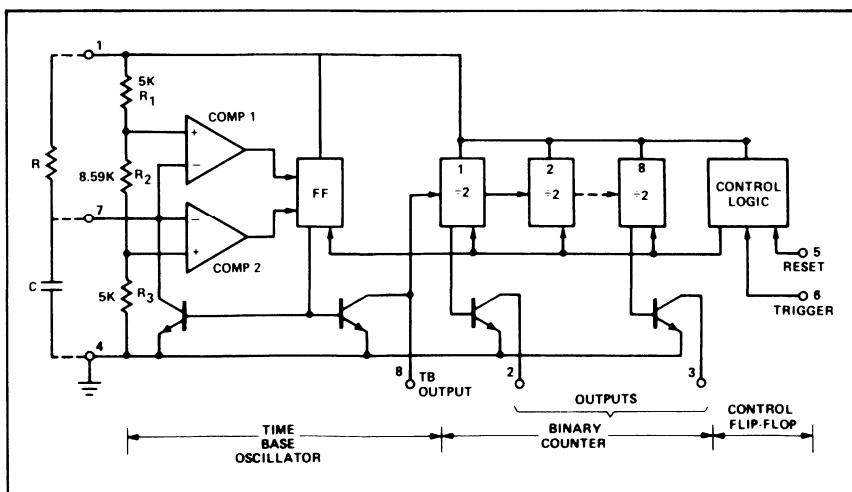 1
5K
R1
COMP 1
+
−
R
8.59K
R2
FF
1
÷2
2
÷2
8
÷2
CONTROL
LOGIC
7
−
+
COMP 2
5
RESET
C
5K
R3
6
TRIGGER
4
8
TB
OUTPUT
2
3
OUTPUTS
TIME
BASE
OSCILLATOR
BINARY
COUNTER
CONTROL
FLIP-FLOP